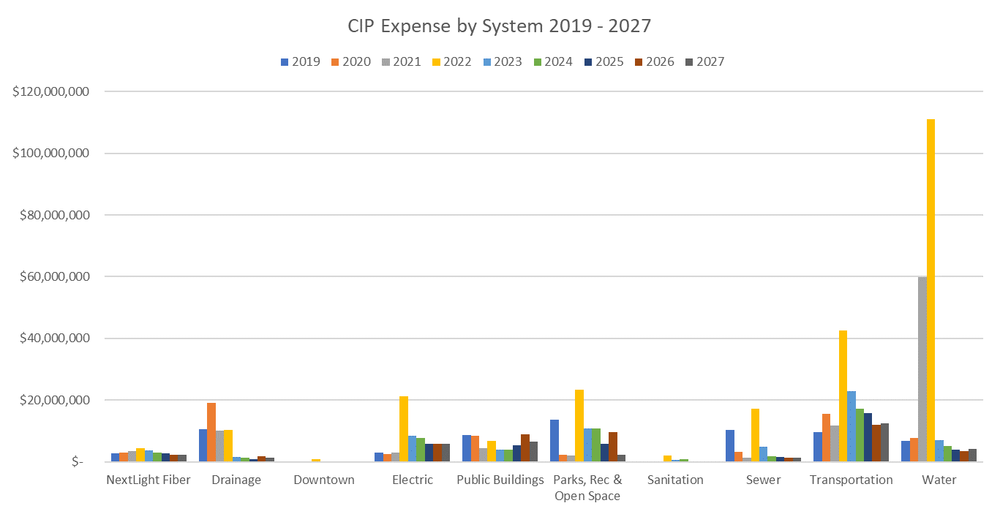 CIP Expense by System 2019 - 2027
2019 2020 2021 2022 2023 2024 2025 2026 2027
$120,000,000
$100,000,000
$80,000,000
$60,000,000
$40,000,000
$20,000,000
$-
NextLight Fiber Drainage Downtown Electric Public Buildings Parks, Rec & Sanitation Sewer Transportation Water
Open Space